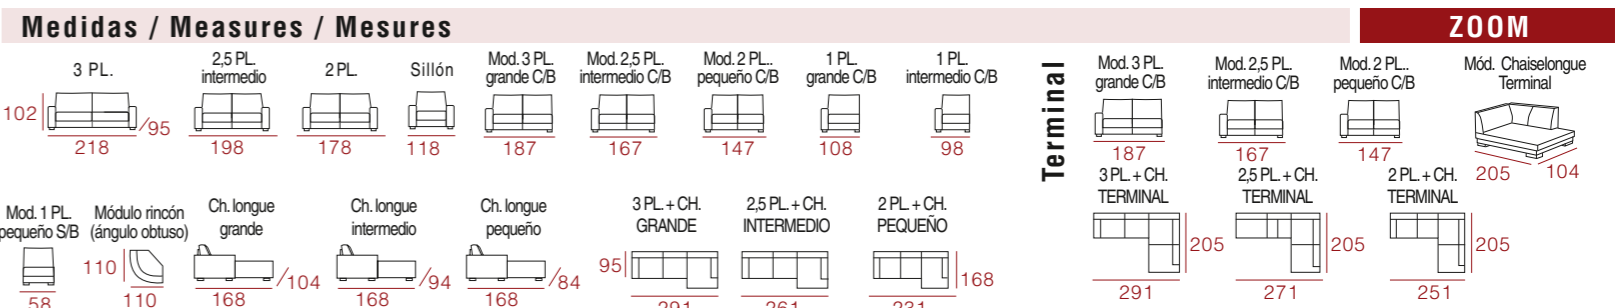 Medidas / Measures / Mesures
ZOOM
3 PL.
2,5 PL.
intermedio
2 PL.
Sillón
Mod. 3 PL.
grande C/B
Mod. 2,5 PL.
intermedio C/B
Mod. 2 PL..
pequeño C/B
1 PL.
grande C/B
1 PL.
intermedio C/B
102
95
218
198
178
118
187
167
147
108
98
Terminal
Mod. 3 PL.
grande C/B
Mod. 2,5 PL.
intermedio C/B
Mod. 2 PL..
pequeño C/B
Mód. Chaiselongue
Terminal
187
167
147
205
104
Mod. 1 PL.
pequeño S/B
Módulo rincón
(ángulo obtuso)
Ch. longue
grande
Ch. longue
intermedio
Ch. longue
pequeño
3 PL. + CH.
GRANDE
2,5 PL. + CH.
INTERMEDIO
2 PL. + CH.
PEQUEÑO
58
110
110
104
168
94
168
84
168
95
291
261
231
168
3 PL. + CH.
TERMINAL
2,5 PL. + CH.
TERMINAL
2 PL. + CH.
TERMINAL
205
291
205
271
205
251